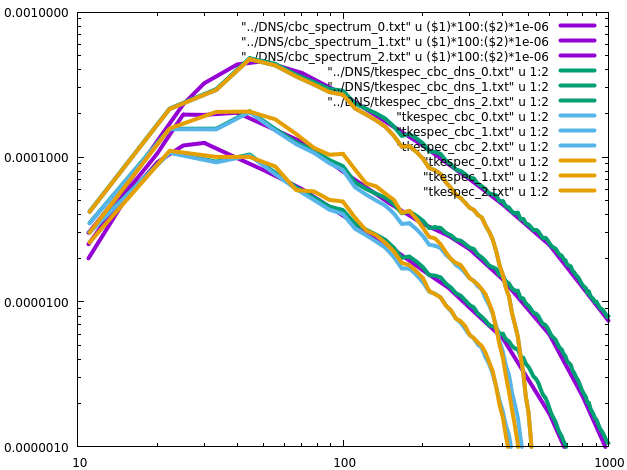 0.0010000
0.0001000
0.0000100
0.0000010
10
100
1000
"../DNS/cbc_spectrum_0.txt" u ($1)*100:($2)*1e-06
"../DNS/cbc_spectrum_1.txt" u ($1)*100:($2)*1e-06
"../DNS/cbc_spectrum_2.txt" u ($1)*100:($2)*1e-06
"../DNS/tkespec_cbc_dns_0.txt" u 1:2
"../DNS/tkespec_cbc_dns_1.txt" u 1:2
"../DNS/tkespec_cbc_dns_2.txt" u 1:2
"tkespec_cbc_0.txt" u 1:2
"tkespec_cbc_1.txt" u 1:2
"tkespec_cbc_2.txt" u 1:2
"tkespec_0.txt" u 1:2
"tkespec_1.txt" u 1:2
"tkespec_2.txt" u 1:2